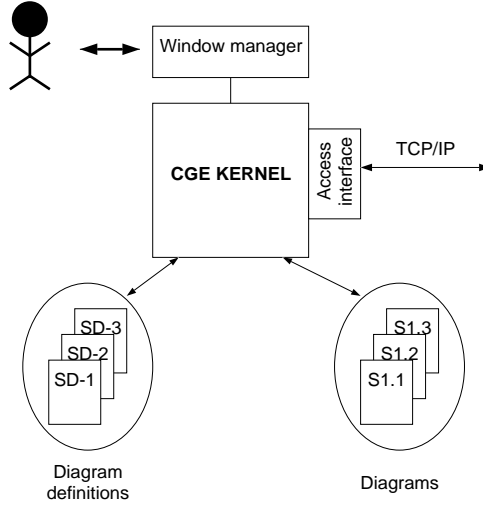 Window manager
CGE KERNEL
Access
interface
TCP/IP
SD-3
SD-2
SD-1
S1.3
S1.2
S1.1
Diagram
definitions
Diagrams